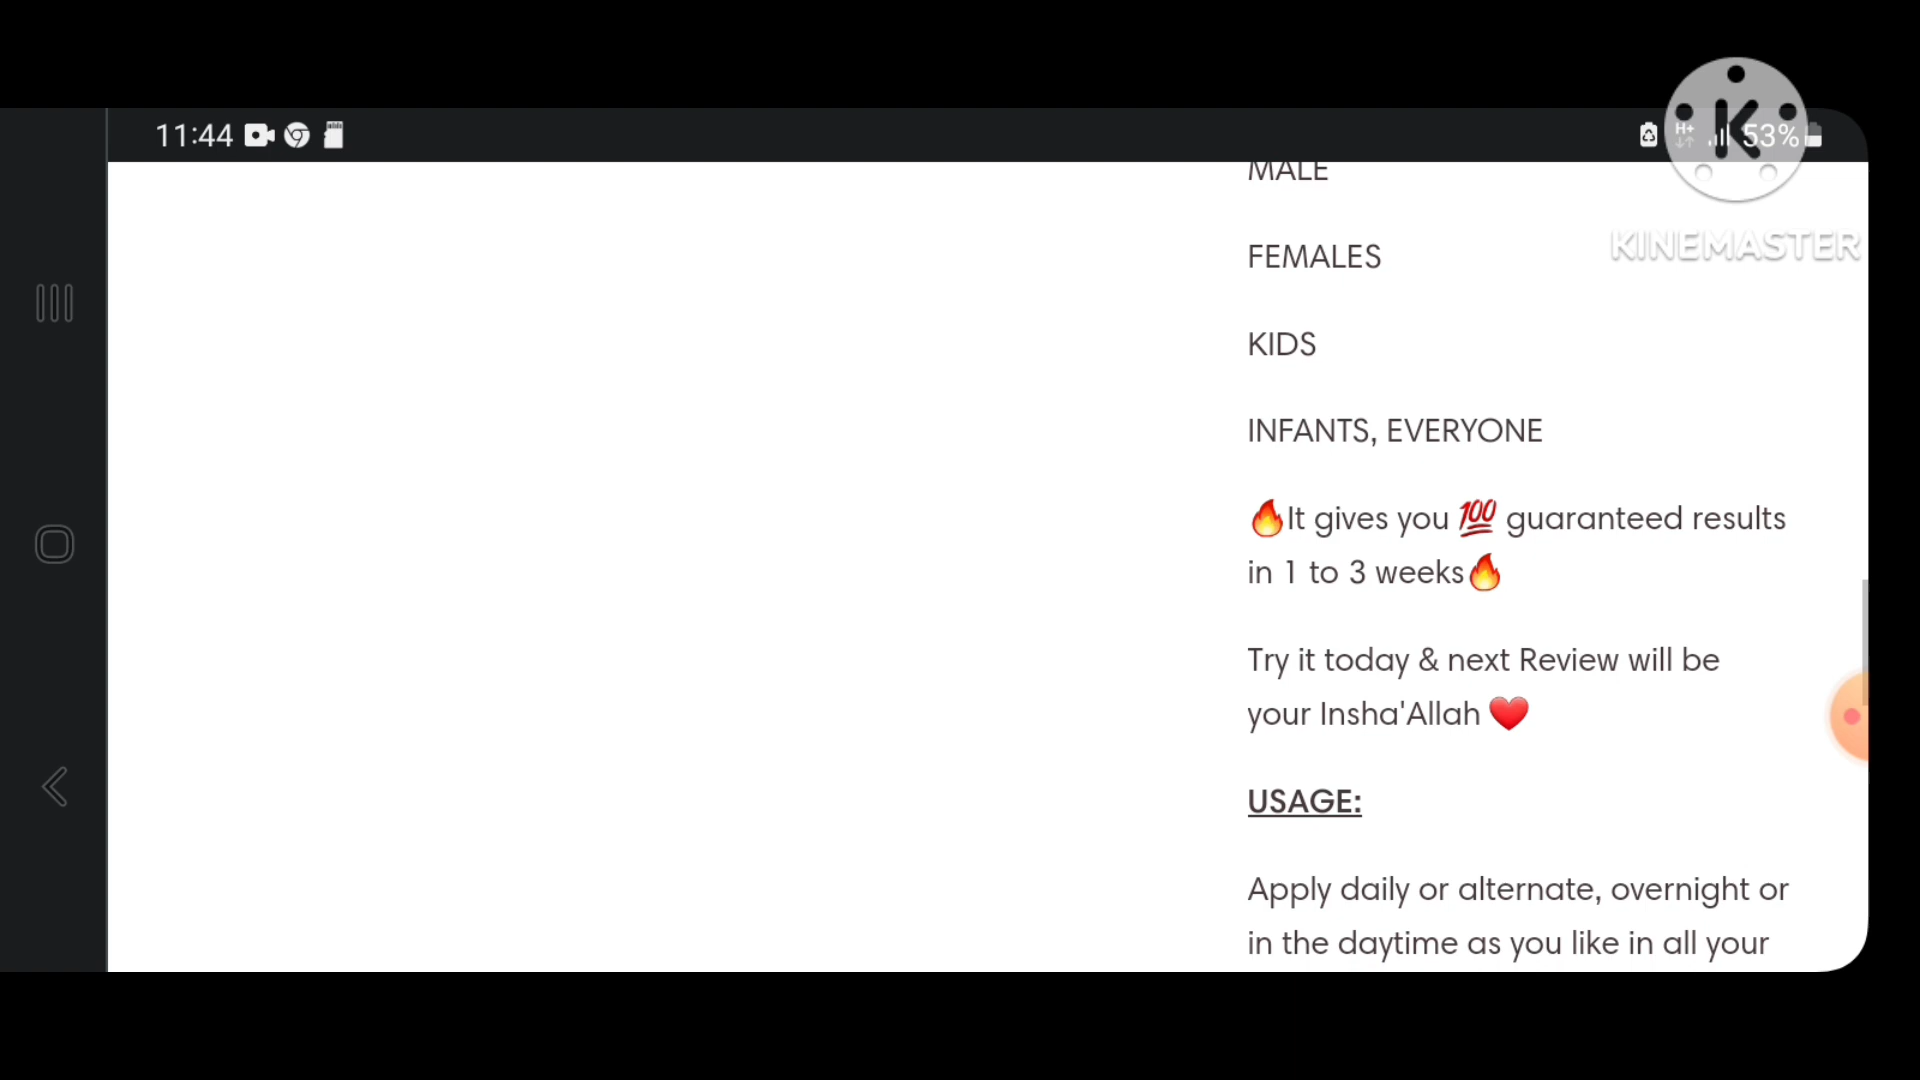 11:44
H+
53%
K
KINEMASTER
MALE
FEMALES
KIDS
INFANTS, EVERYONE
🔥It gives you 💯 guaranteed results
in 1 to 3 weeks🔥
Try it today & next Review will be
your Insha'Allah ❤️
USAGE:
Apply daily or alternate, overnight or
in the daytime as you like in all your